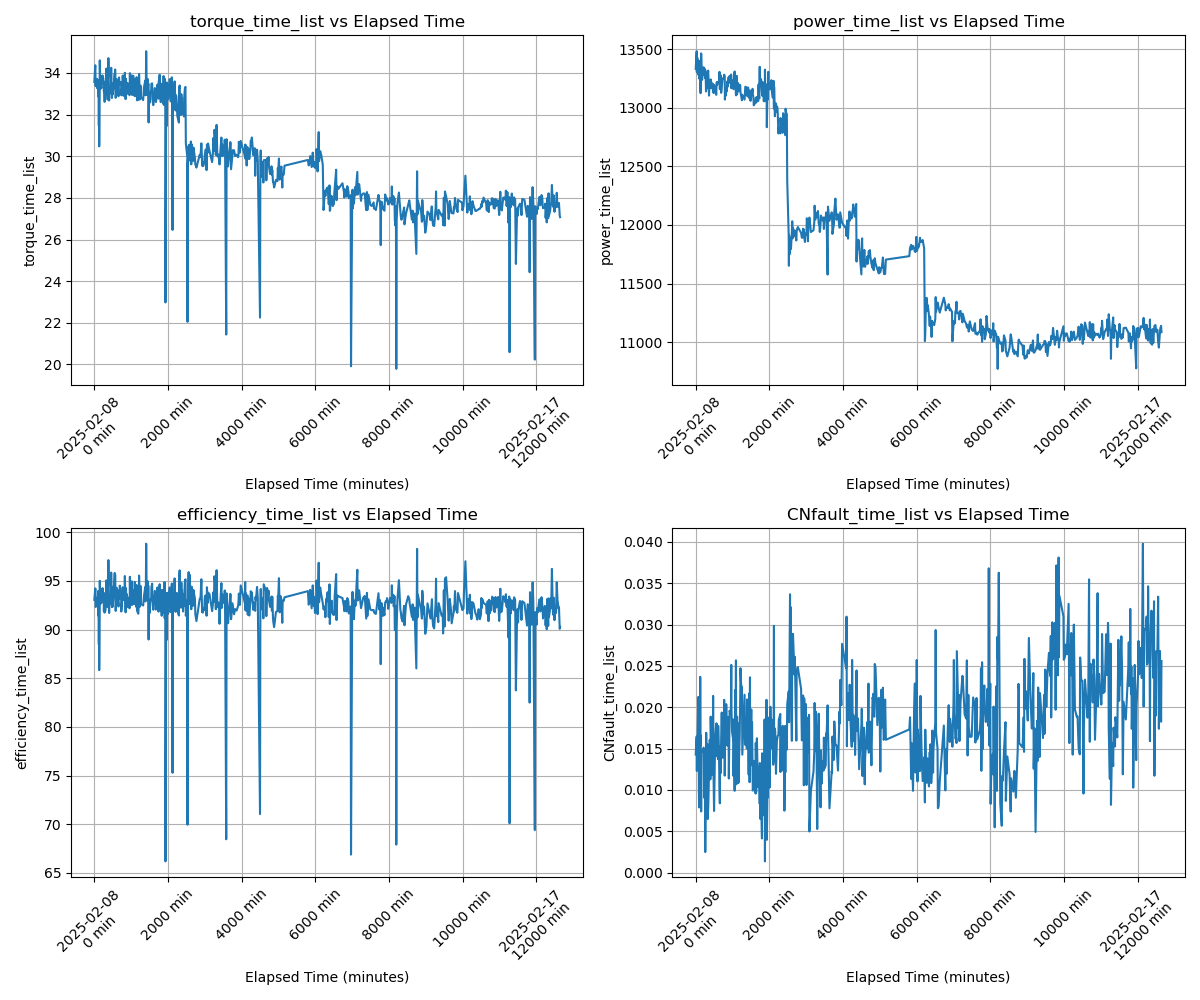 torque_time_list vs Elapsed Time
torque_time_list
34
32
30
28
26
24
22
20
2025-02-08
0 min
2000 min
4000 min
6000 min
8000 min
10000 min
2025-02-17
12000 min
Elapsed Time (minutes)
power_time_list vs Elapsed Time
power_time_list
13500
13000
12500
12000
11500
11000
2025-02-08
0 min
2000 min
4000 min
6000 min
8000 min
10000 min
2025-02-17
12000 min
Elapsed Time (minutes)
efficiency_time_list vs Elapsed Time
efficiency_time_list
100
95
90
85
80
75
70
65
2025-02-08
0 min
2000 min
4000 min
6000 min
8000 min
10000 min
2025-02-17
12000 min
Elapsed Time (minutes)
CNfault_time_list vs Elapsed Time
CNfault_time_list
0.040
0.035
0.030
0.025
0.020
0.015
0.010
0.005
0.000
2025-02-08
0 min
2000 min
4000 min
6000 min
8000 min
10000 min
2025-02-17
12000 min
Elapsed Time (minutes)